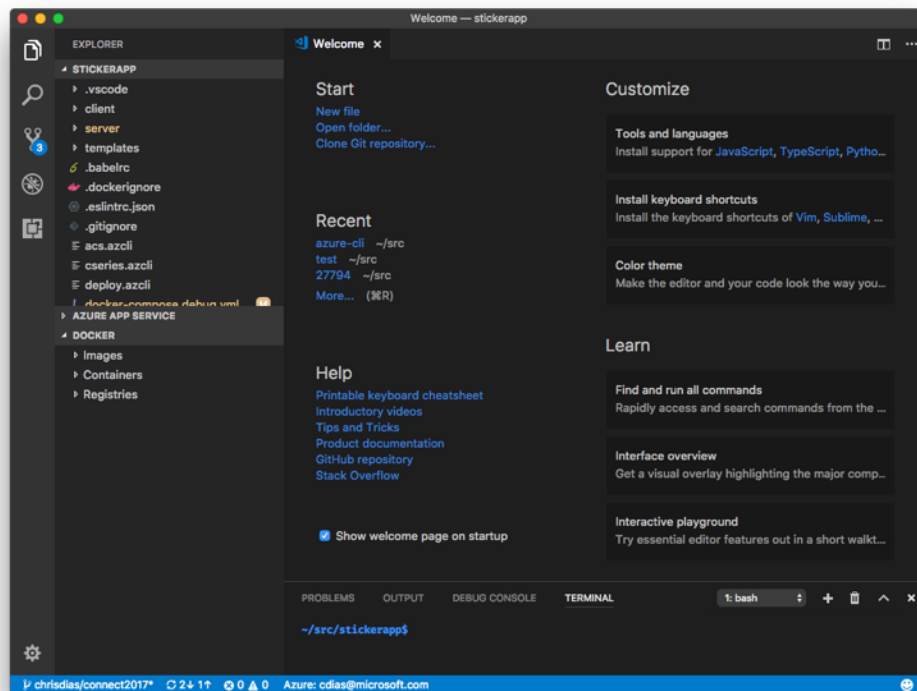 Welcome — stickerapp
EXPLORER
STICKERAPP
.vscode
client
server
templates
.babelrc
.dockerignore
.eslintrc.json
.gitignore
acs.azcli
cseries.azcli
deploy.azcli
docker-compose.debug.yml M
AZURE APP SERVICE
DOCKER
Images
Containers
Registries
3
Welcome ×
Start
New file
Open folder...
Clone Git repository...
Recent
azure-cli ~/src
test ~/src
27794 ~/src
More... (⌘R)
Help
Printable keyboard cheatsheet
Introductory videos
Tips and Tricks
Product documentation
GitHub repository
Stack Overflow
Show welcome page on startup
Customize
Tools and languages
Install support for JavaScript, TypeScript, Pytho...
Install keyboard shortcuts
Install the keyboard shortcuts of Vim, Sublime, ...
Color theme
Make the editor and your code look the way you...
Learn
Find and run all commands
Rapidly access and search commands from the ...
Interface overview
Get a visual overlay highlighting the major comp...
Interactive playground
Try essential editor features out in a short walkt...
PROBLEMS OUTPUT DEBUG CONSOLE TERMINAL 1: bash
~/src/stickerapp$
chrisdias/connect2017* 2↓ 1↑ 0 0 Azure: cdias@microsoft.com